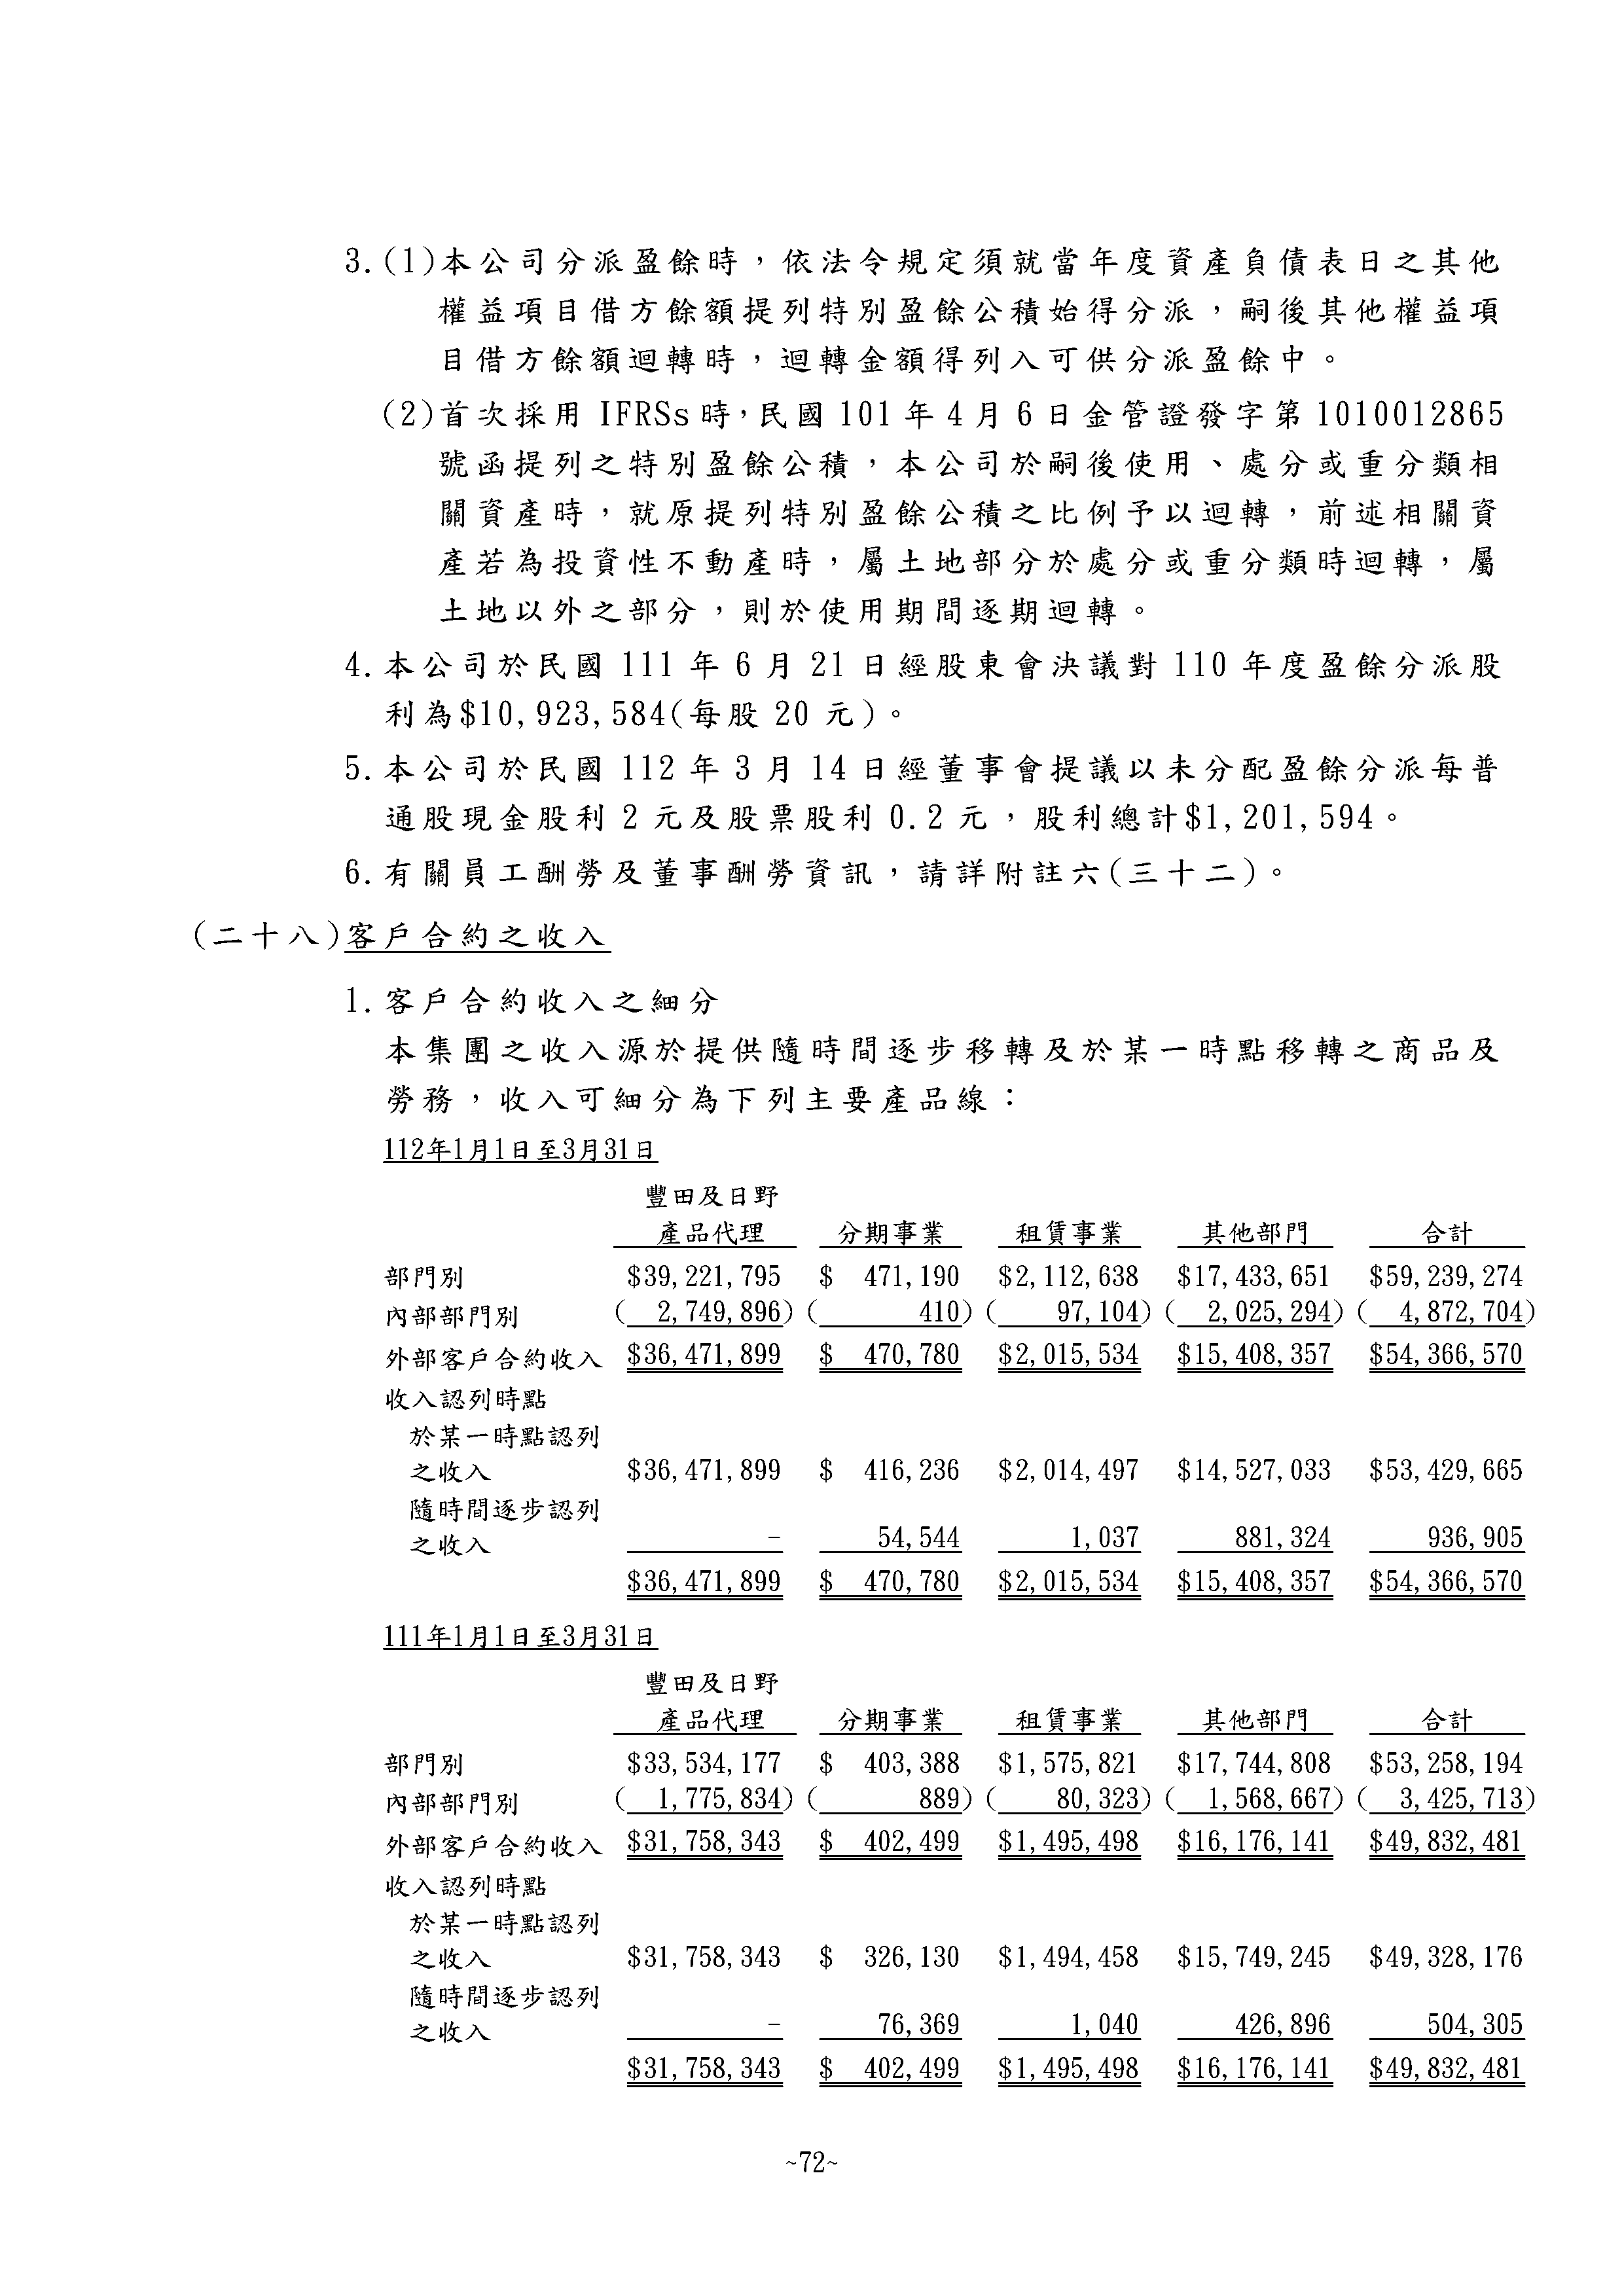 3.(1)本公司分派盈餘時，依法令規定須就當年度資產負債表日之其他
權益項目借方餘額提列特別盈餘公積始得分派，嗣後其他權益項
目借方餘額迴轉時，迴轉金額得列入可供分派盈餘中。
(2)首次採用 IFRSs 時，民國 101 年 4 月 6 日金管證發字第 1010012865
號函提列之特別盈餘公積，本公司於嗣後使用、處分或重分類相
關資產時，就原提列特別盈餘公積之比例予以迴轉，前述相關資
產若為投資性不動產時，屬土地部分於處分或重分類時迴轉，屬
土地以外之部分，則於使用期間逐期迴轉。
4.本公司於民國 111 年 6 月 21 日經股東會決議對 110 年度盈餘分派股
利為$10,923,584(每股 20 元)。
5.本公司於民國 112 年 3 月 14 日經董事會提議以未分配盈餘分派每普
通股現金股利 2 元及股票股利 0.2 元，股利總計$1,201,594。
6.有關員工酬勞及董事酬勞資訊，請詳附註六(三十二)。
(二十八)客戶合約之收入
1.客戶合約收入之細分
本集團之收入源於提供隨時間逐步移轉及於某一時點移轉之商品及
勞務，收入可細分為下列主要產品線：
112年1月1日至3月31日
豐田及日野
產品代理 分期事業 租賃事業 其他部門 合計
部門別 $39,221,795 $ 471,190 $2,112,638 $17,433,651 $59,239,274
內部部門別 ( 2,749,896) ( 410) ( 97,104) ( 2,025,294) ( 4,872,704)
外部客戶合約收入 $36,471,899 $ 470,780 $2,015,534 $15,408,357 $54,366,570
收入認列時點
於某一時點認列
之收入 $36,471,899 $ 416,236 $2,014,497 $14,527,033 $53,429,665
隨時間逐步認列
之收入 - 54,544 1,037 881,324 936,905
$36,471,899 $ 470,780 $2,015,534 $15,408,357 $54,366,570
111年1月1日至3月31日
豐田及日野
產品代理 分期事業 租賃事業 其他部門 合計
部門別 $33,534,177 $ 403,388 $1,575,821 $17,744,808 $53,258,194
內部部門別 ( 1,775,834) ( 889) ( 80,323) ( 1,568,667) ( 3,425,713)
外部客戶合約收入 $31,758,343 $ 402,499 $1,495,498 $16,176,141 $49,832,481
收入認列時點
於某一時點認列
之收入 $31,758,343 $ 326,130 $1,494,458 $15,749,245 $49,328,176
隨時間逐步認列
之收入 - 76,369 1,040 426,896 504,305
$31,758,343 $ 402,499 $1,495,498 $16,176,141 $49,832,481
~72~